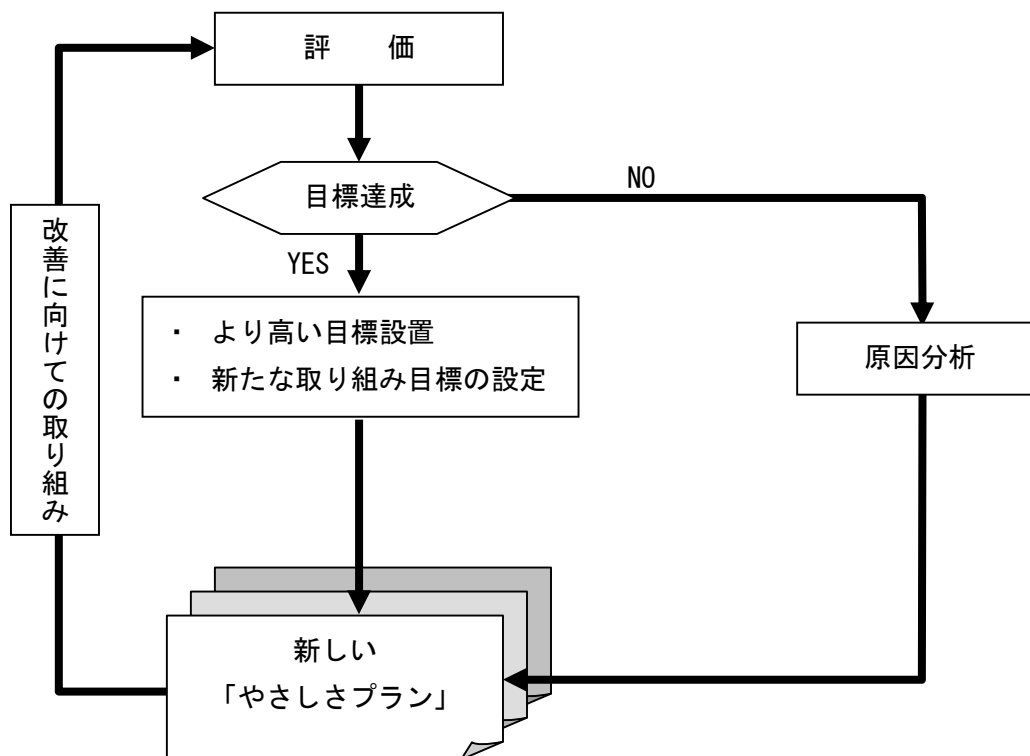 評　　価
目標達成
NO
YES
・　より高い目標設置
・　新たな取り組み目標の設定
原因分析
改善に向けての取り組み
新しい
「やさしさプラン」